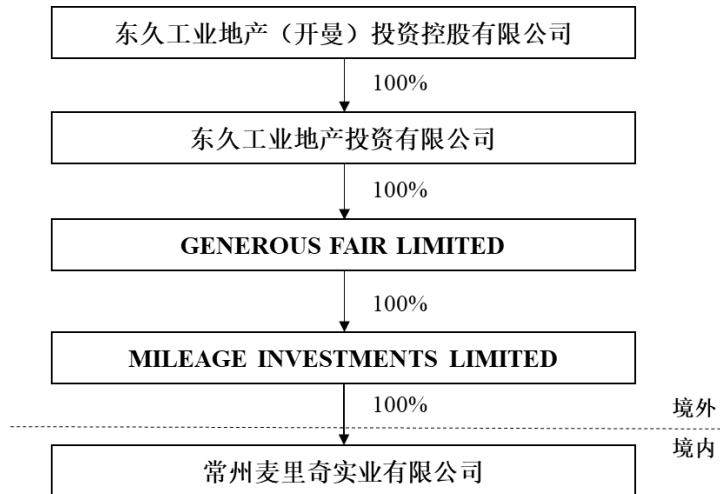 东久工业地产（开曼）投资控股有限公司
100%
东久工业地产投资有限公司
100%
GENEROUS FAIR LIMITED
100%
MILEAGE INVESTMENTS LIMITED
100%
境外
境内
常州麦里奇实业有限公司